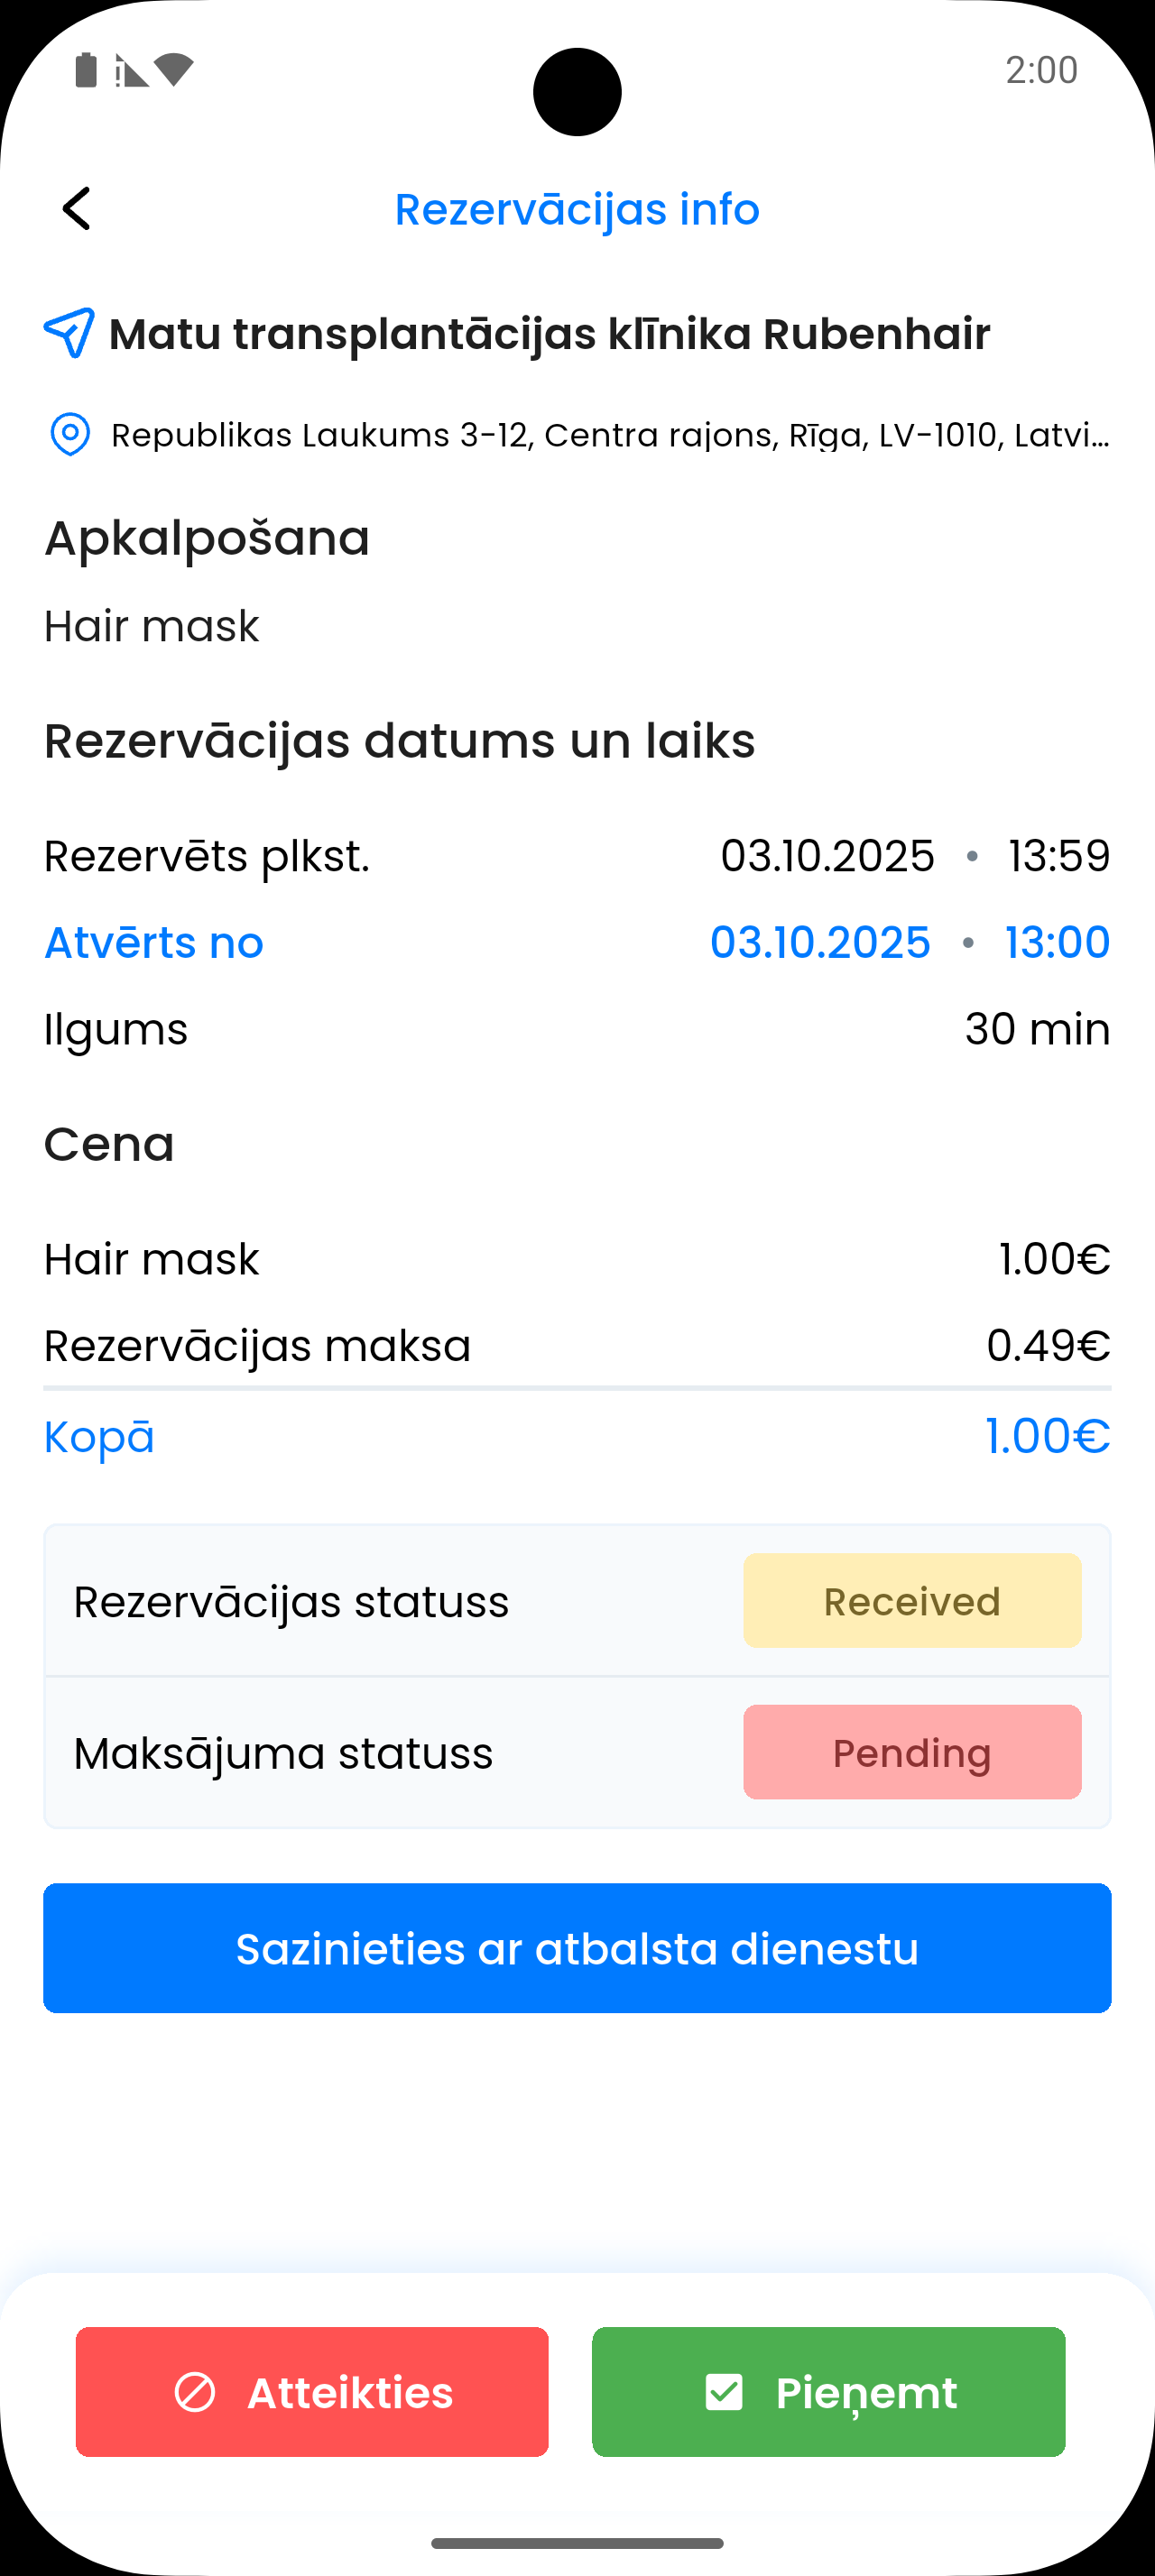 2:00
Rezervācijas info
Matu transplantācijas klīnika Rubenhair
Republikas Laukums 3-12, Centra rajons, Rīga, LV-1010, Latvi...
Apkalpošana
Hair mask
Rezervācijas datums un laiks
Rezervēts plkst. 03.10.2025 • 13:59
Atvērts no 03.10.2025 • 13:00
Ilgums 30 min
Cena
Hair mask 1.00€
Rezervācijas maksa 0.49€
Kopā 1.00€
Rezervācijas statuss Received
Maksājuma statuss Pending
Sazinieties ar atbalsta dienestu
Atteikties Pieņemt